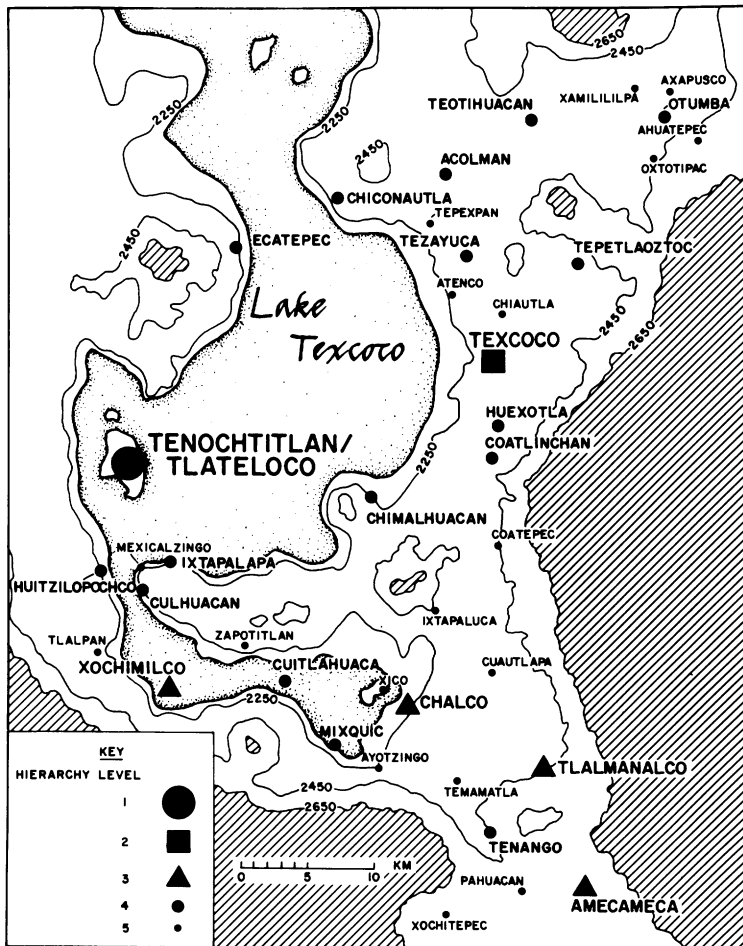 2650
2450
AXAPUSCO
XAMILILILPA
OTUMBA
TEOTIHUACAN
2250
2250
AHUATEPEC
2450
ACOLMAN
OXTOTIPAC
CHICONAUTLA
TEPEXPAN
ECATEPEC
TEZAYUCA
TEPETLAOZTOC
2450
ATENCO
CHIAUTLA
Lake
Texcoco
TEXCOCO
2450
2650
HUEXOTLA
COATLINCHAN
TENOCHTITLAN/
TLATELOCO
2250
CHIMALHUACAN
COATEPEC
MEXICALZINGO
IXTAPALAPA
HUITZILOPOCHCO
CULHUACAN
IXTAPALUCA
TLALPAN
ZAPOTITLAN
XOCHIMILCO
CUITLAHUACA
XICO
CUAUTLAPA
2250
CHALCO
MIXQUIC
AYOTZINGO
TLALMANALCO
2450
TEMAMATLA
2650
TENANGO
PAHUACAN
AMECAMECA
XOCHITEPEC
KEY
HIERARCHY LEVEL
1
2
3
4
5
KM
0 5 10